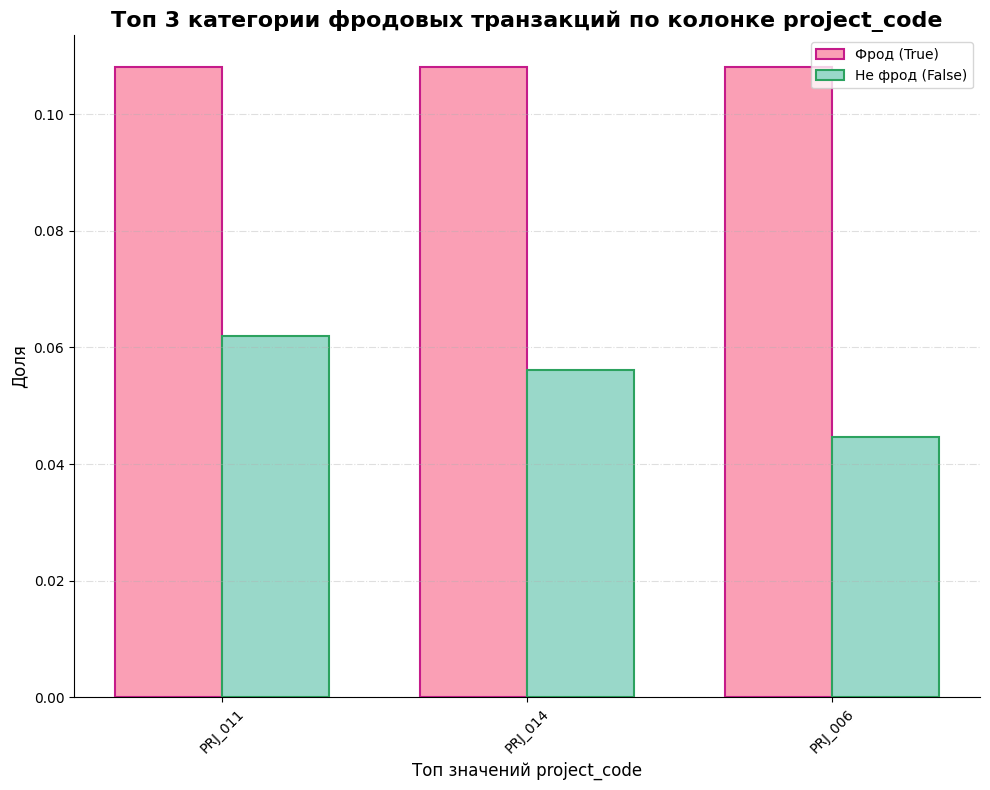 Топ 3 категории фродовых транзакций по колонке project_code
Фрод (True)
Не фрод (False)
Доля
0.10
0.08
0.06
0.04
0.02
0.00
PRJ_011
PRJ_014
PRJ_006
Топ значений project_code